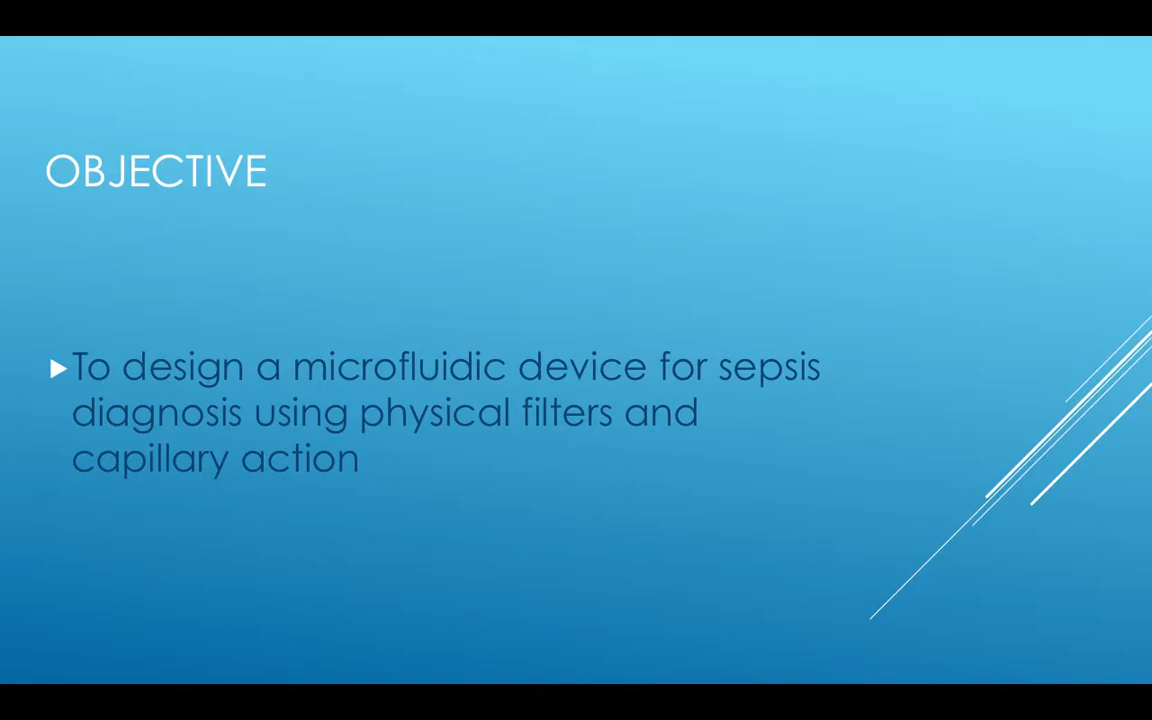 OBJECTIVE
To design a microfluidic device for sepsis
diagnosis using physical filters and
capillary action